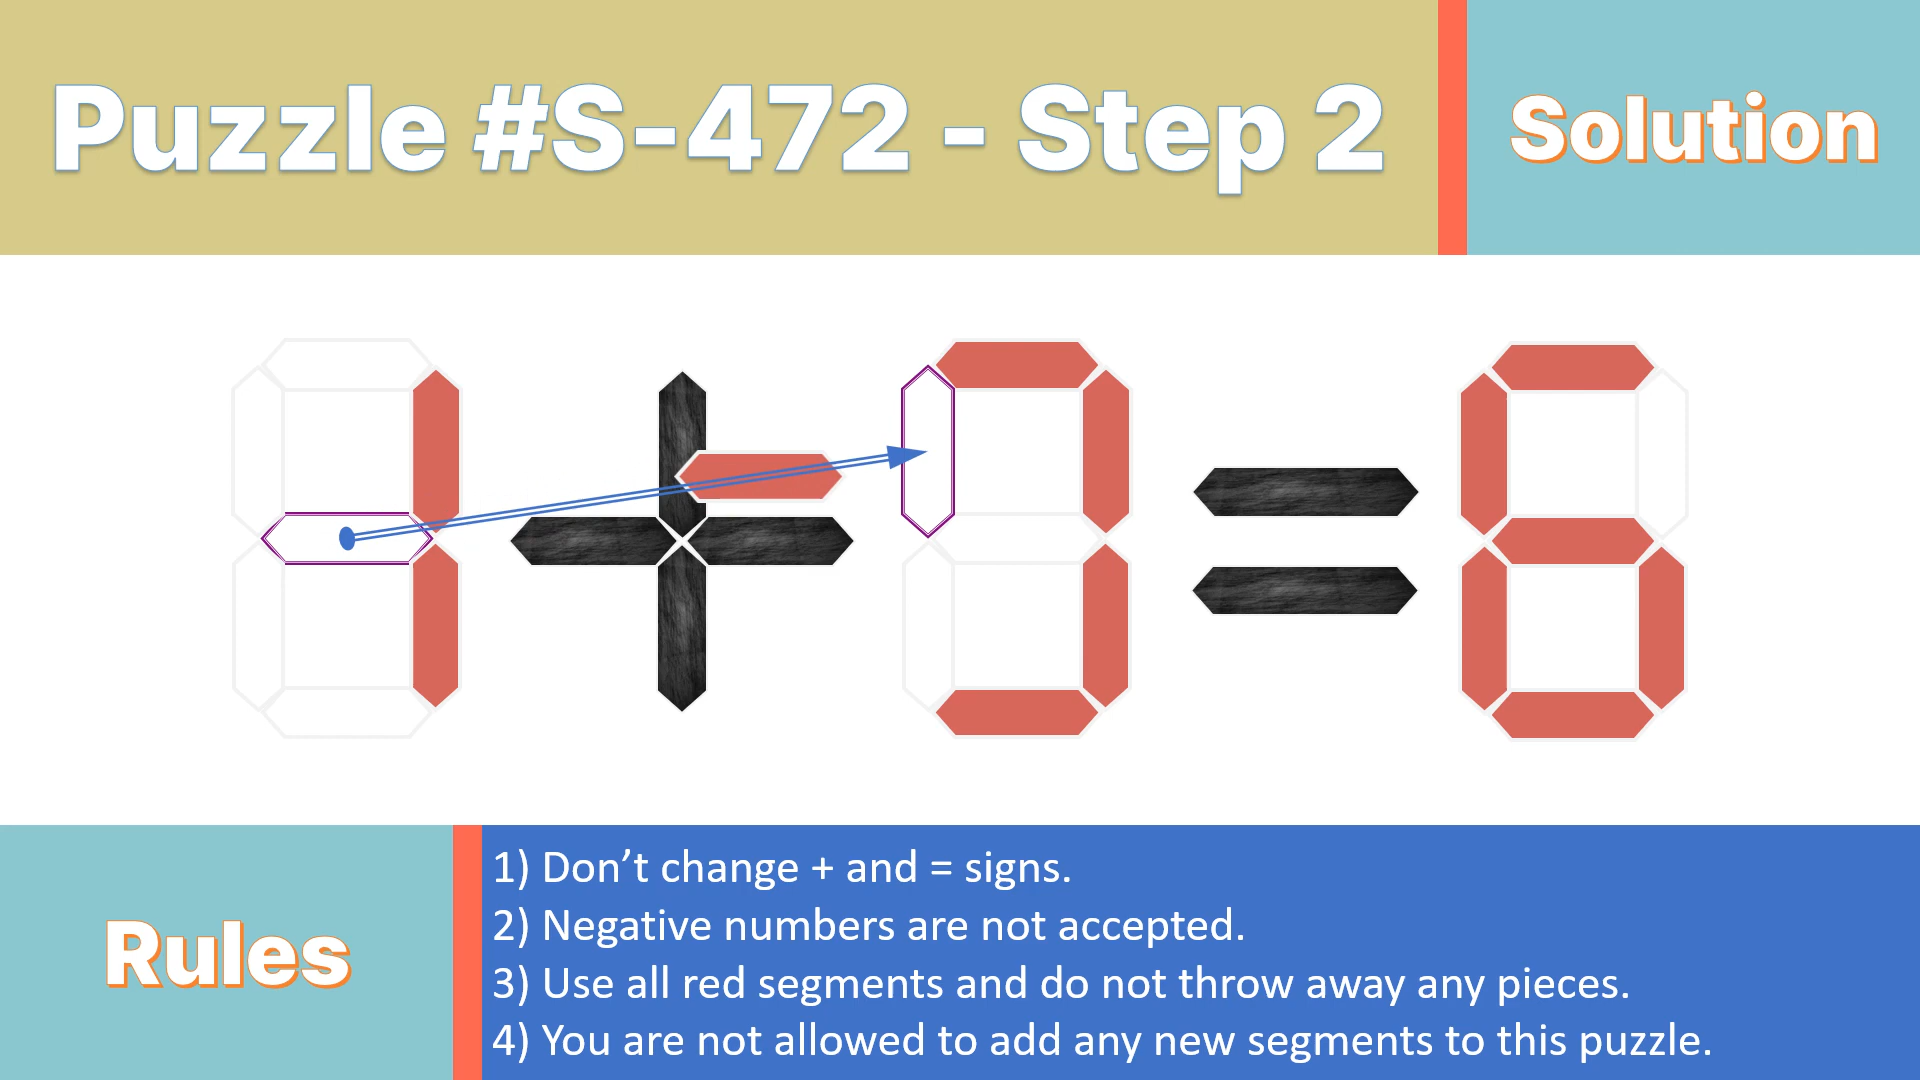 Puzzle #S-472 - Step 2
Solution
Rules
1) Don’t change + and = signs.
2) Negative numbers are not accepted.
3) Use all red segments and do not throw away any pieces.
4) You are not allowed to add any new segments to this puzzle.